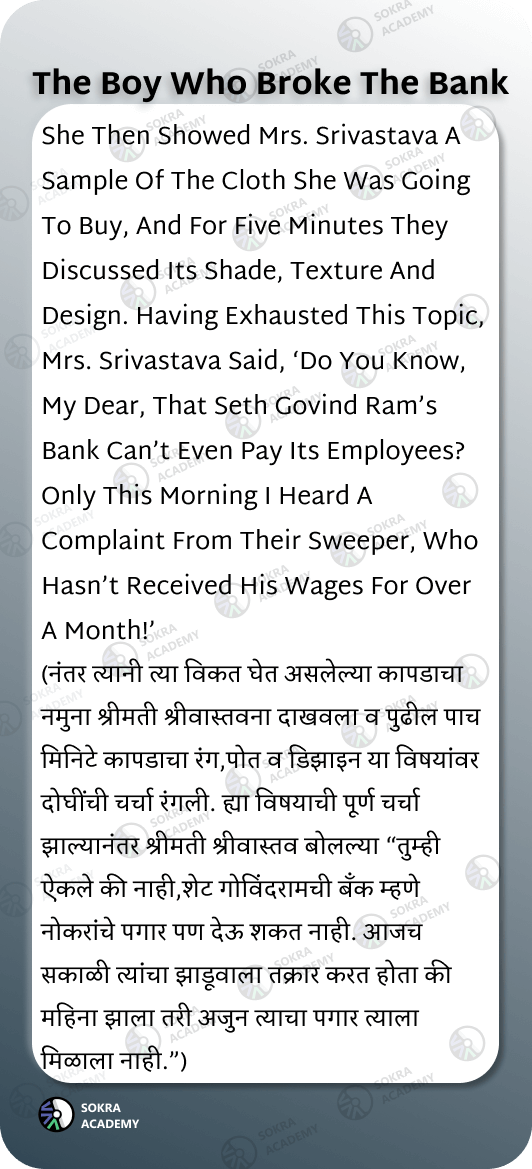 The Boy Who Broke The Bank
She Then Showed Mrs. Srivastava A
Sample Of The Cloth She Was Going
To Buy, And For Five Minutes They
Discussed Its Shade, Texture And
Design. Having Exhausted This Topic,
Mrs. Srivastava Said, ‘Do You Know,
My Dear, That Seth Govind Ram’s
Bank Can’t Even Pay Its Employees?
Only This Morning I Heard A
Complaint From Their Sweeper, Who
Hasn’t Received His Wages For Over
A Month!’
(नंतर त्यानी त्या विकत घेत असलेल्या कापडाचा
नमुना श्रीमती श्रीवास्तवना दाखवला व पुढील पाच
मिनिटे कापडाचा रंग,पोत व डिझाइन या विषयांवर
दोघींची चर्चा रंगली. ह्या विषयाची पूर्ण चर्चा
झाल्यानंतर श्रीमती श्रीवास्तव बोलल्या “तुम्ही
ऐकले की नाही,शेट गोविंदरामची बँक म्हणे
नोकरांचे पगार पण देऊ शकत नाही. आजच
सकाळी त्यांचा झाडूवाला तक्रार करत होता की
महिना झाला तरी अजुन त्याचा पगार त्याला
मिळाला नाही.”)
SOKRA
ACADEMY